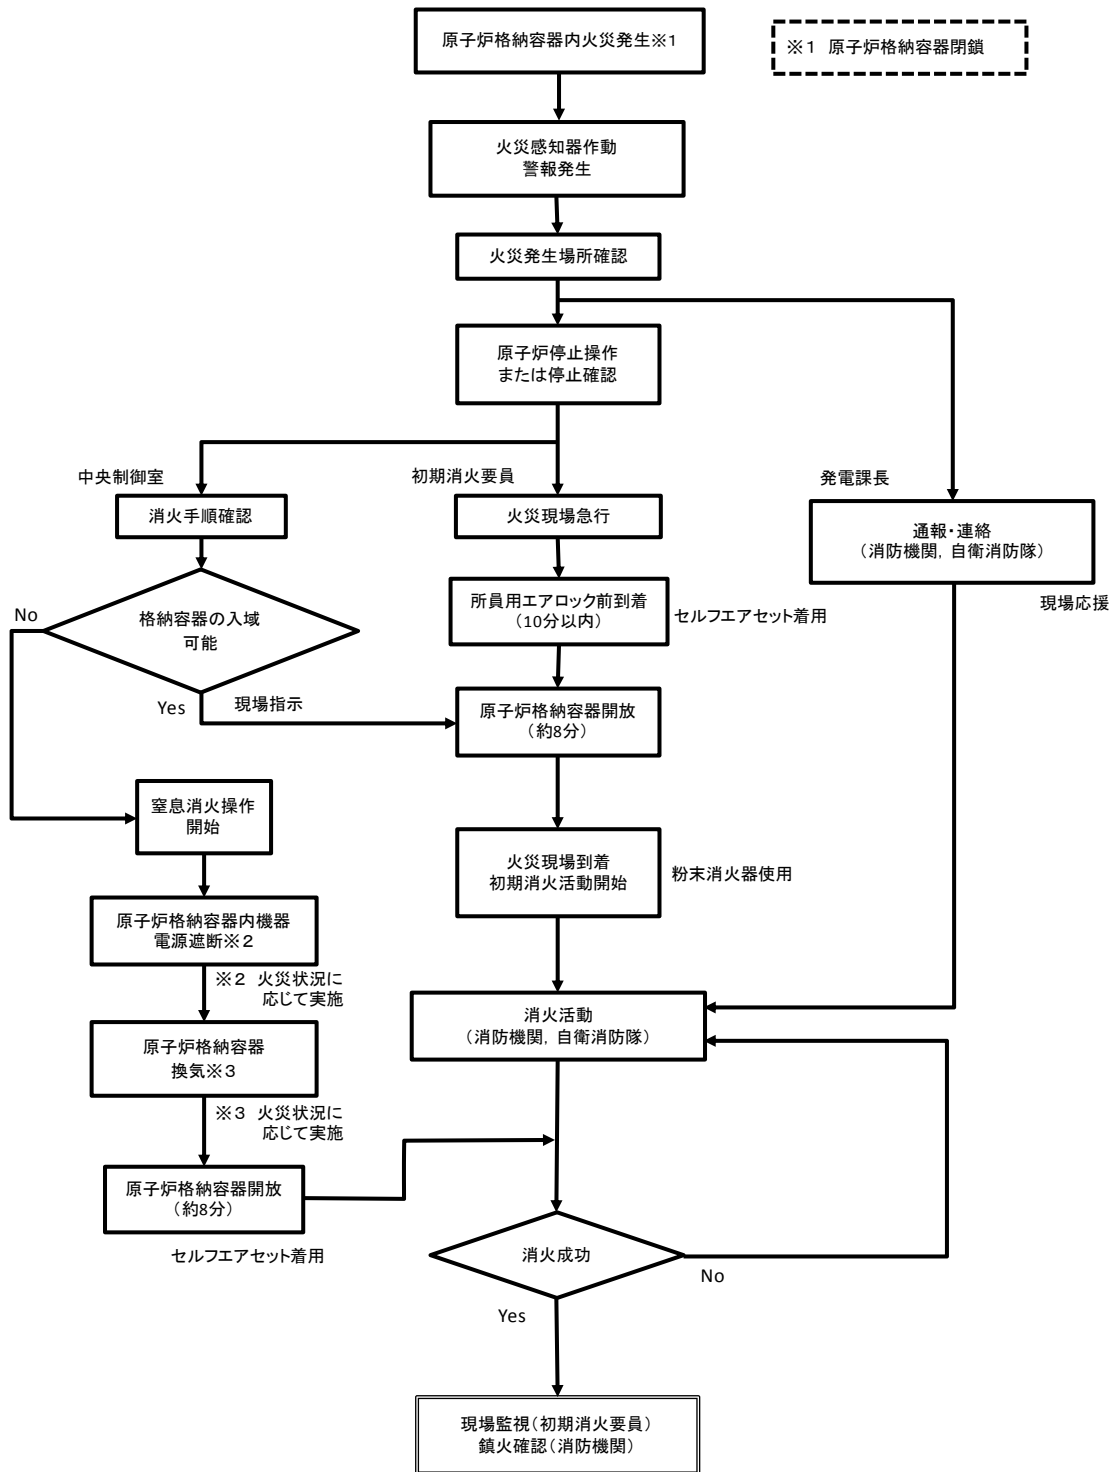 原子炉格納容器内火災発生※1
※1 原子炉格納容器閉鎖
火災感知器作動
警報発生
火災発生場所確認
原子炉停止操作
または停止確認
中央制御室
初期消火要員
発電課長
消火手順確認
火災現場急行
通報・連絡
(消防機関, 自衛消防隊)
現場応援
No
格納容器の入域
可能
所員用エアロック前到着
(10分以内)
セルフエアセット着用
Yes
現場指示
原子炉格納容器開放
(約8分)
窒息消火操作
開始
火災現場到着
初期消火活動開始
粉末消火器使用
原子炉格納容器内機器
電源遮断※2
※2 火災状況に
応じて実施
消火活動
(消防機関, 自衛消防隊)
原子炉格納容器
換気※3
※3 火災状況に
応じて実施
原子炉格納容器開放
(約8分)
セルフエアセット着用
消火成功
No
Yes
現場監視(初期消火要員)
鎮火確認(消防機関)